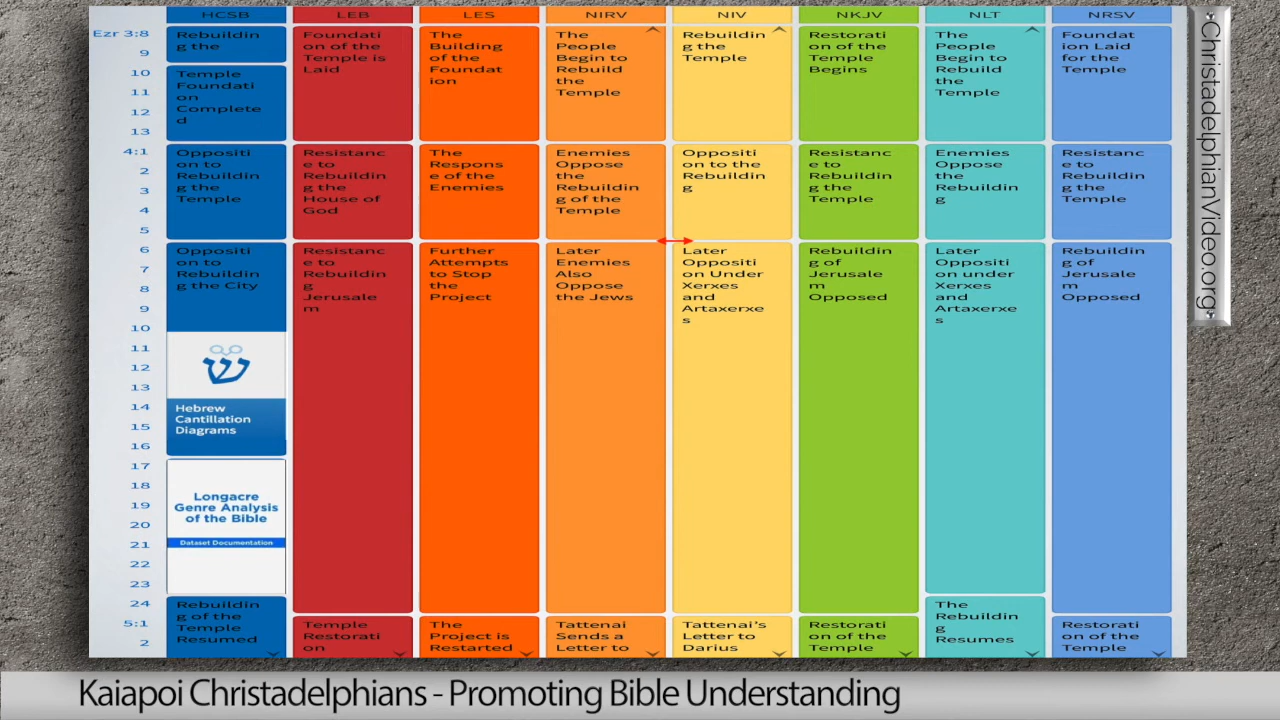 HCSB
LEB
LES
NIRV
NIV
NKJV
NLT
NRSV
Ezr 3:8
9
10
11
12
13
4:1
2
3
4
5
6
7
8
9
10
11
12
13
14
15
16
17
18
19
20
21
22
23
24
5:1
2
Rebuildin
g the
Temple
Foundati
on
Complete
d
Oppositi
on to
Rebuildin
g the
Temple
Oppositi
on to
Rebuildin
g the City
ש
Hebrew
Cantillation
Diagrams
Longacre
Genre Analysis
of the Bible
Dataset Documentation
Rebuildin
g of the
Temple
Resumed
Foundati
on of the
Temple is
Laid
Resistanc
e to
Rebuildin
g the
House of
God
Resistanc
e to
Rebuildin
g
Jerusale
m
Temple
Restorati
on
The
Building
of the
Foundat
ion
The
Respons
e of the
Enemies
Further
Attempts
to Stop
the
Project
The
Project is
Restarted
The
People
Begin to
Rebuild
the
Temple
Enemies
Oppose
the
Rebuildin
g of the
Temple
Later
Enemies
Also
Oppose
the Jews
Tattenai
Sends a
Letter to
Rebuildin
g the
Temple
Oppositi
on to the
Rebuildin
g
Later
Oppositi
on Under
Xerxes
and
Artaxerxe
s
Tattenai's
Letter to
Darius
Restorati
on of the
Temple
Begins
Resistanc
e to
Rebuildin
g the
Temple
Rebuildin
g of
Jerusale
m
Opposed
Restorati
on of the
Temple
The
People
Begin to
Rebuild
the
Temple
Enemies
Oppose
the
Rebuildin
g
Later
Oppositi
on under
Xerxes
and
Artaxerxe
s
The
Rebuildin
g
Resumes
Foundat
ion Laid
for the
Temple
Resistanc
e to
Rebuildin
g the
Temple
Rebuildin
g of
Jerusale
m
Opposed
Restorati
on of the
Temple
ChristadelphianVideo.org
Kaiapoi Christadelphians - Promoting Bible Understanding